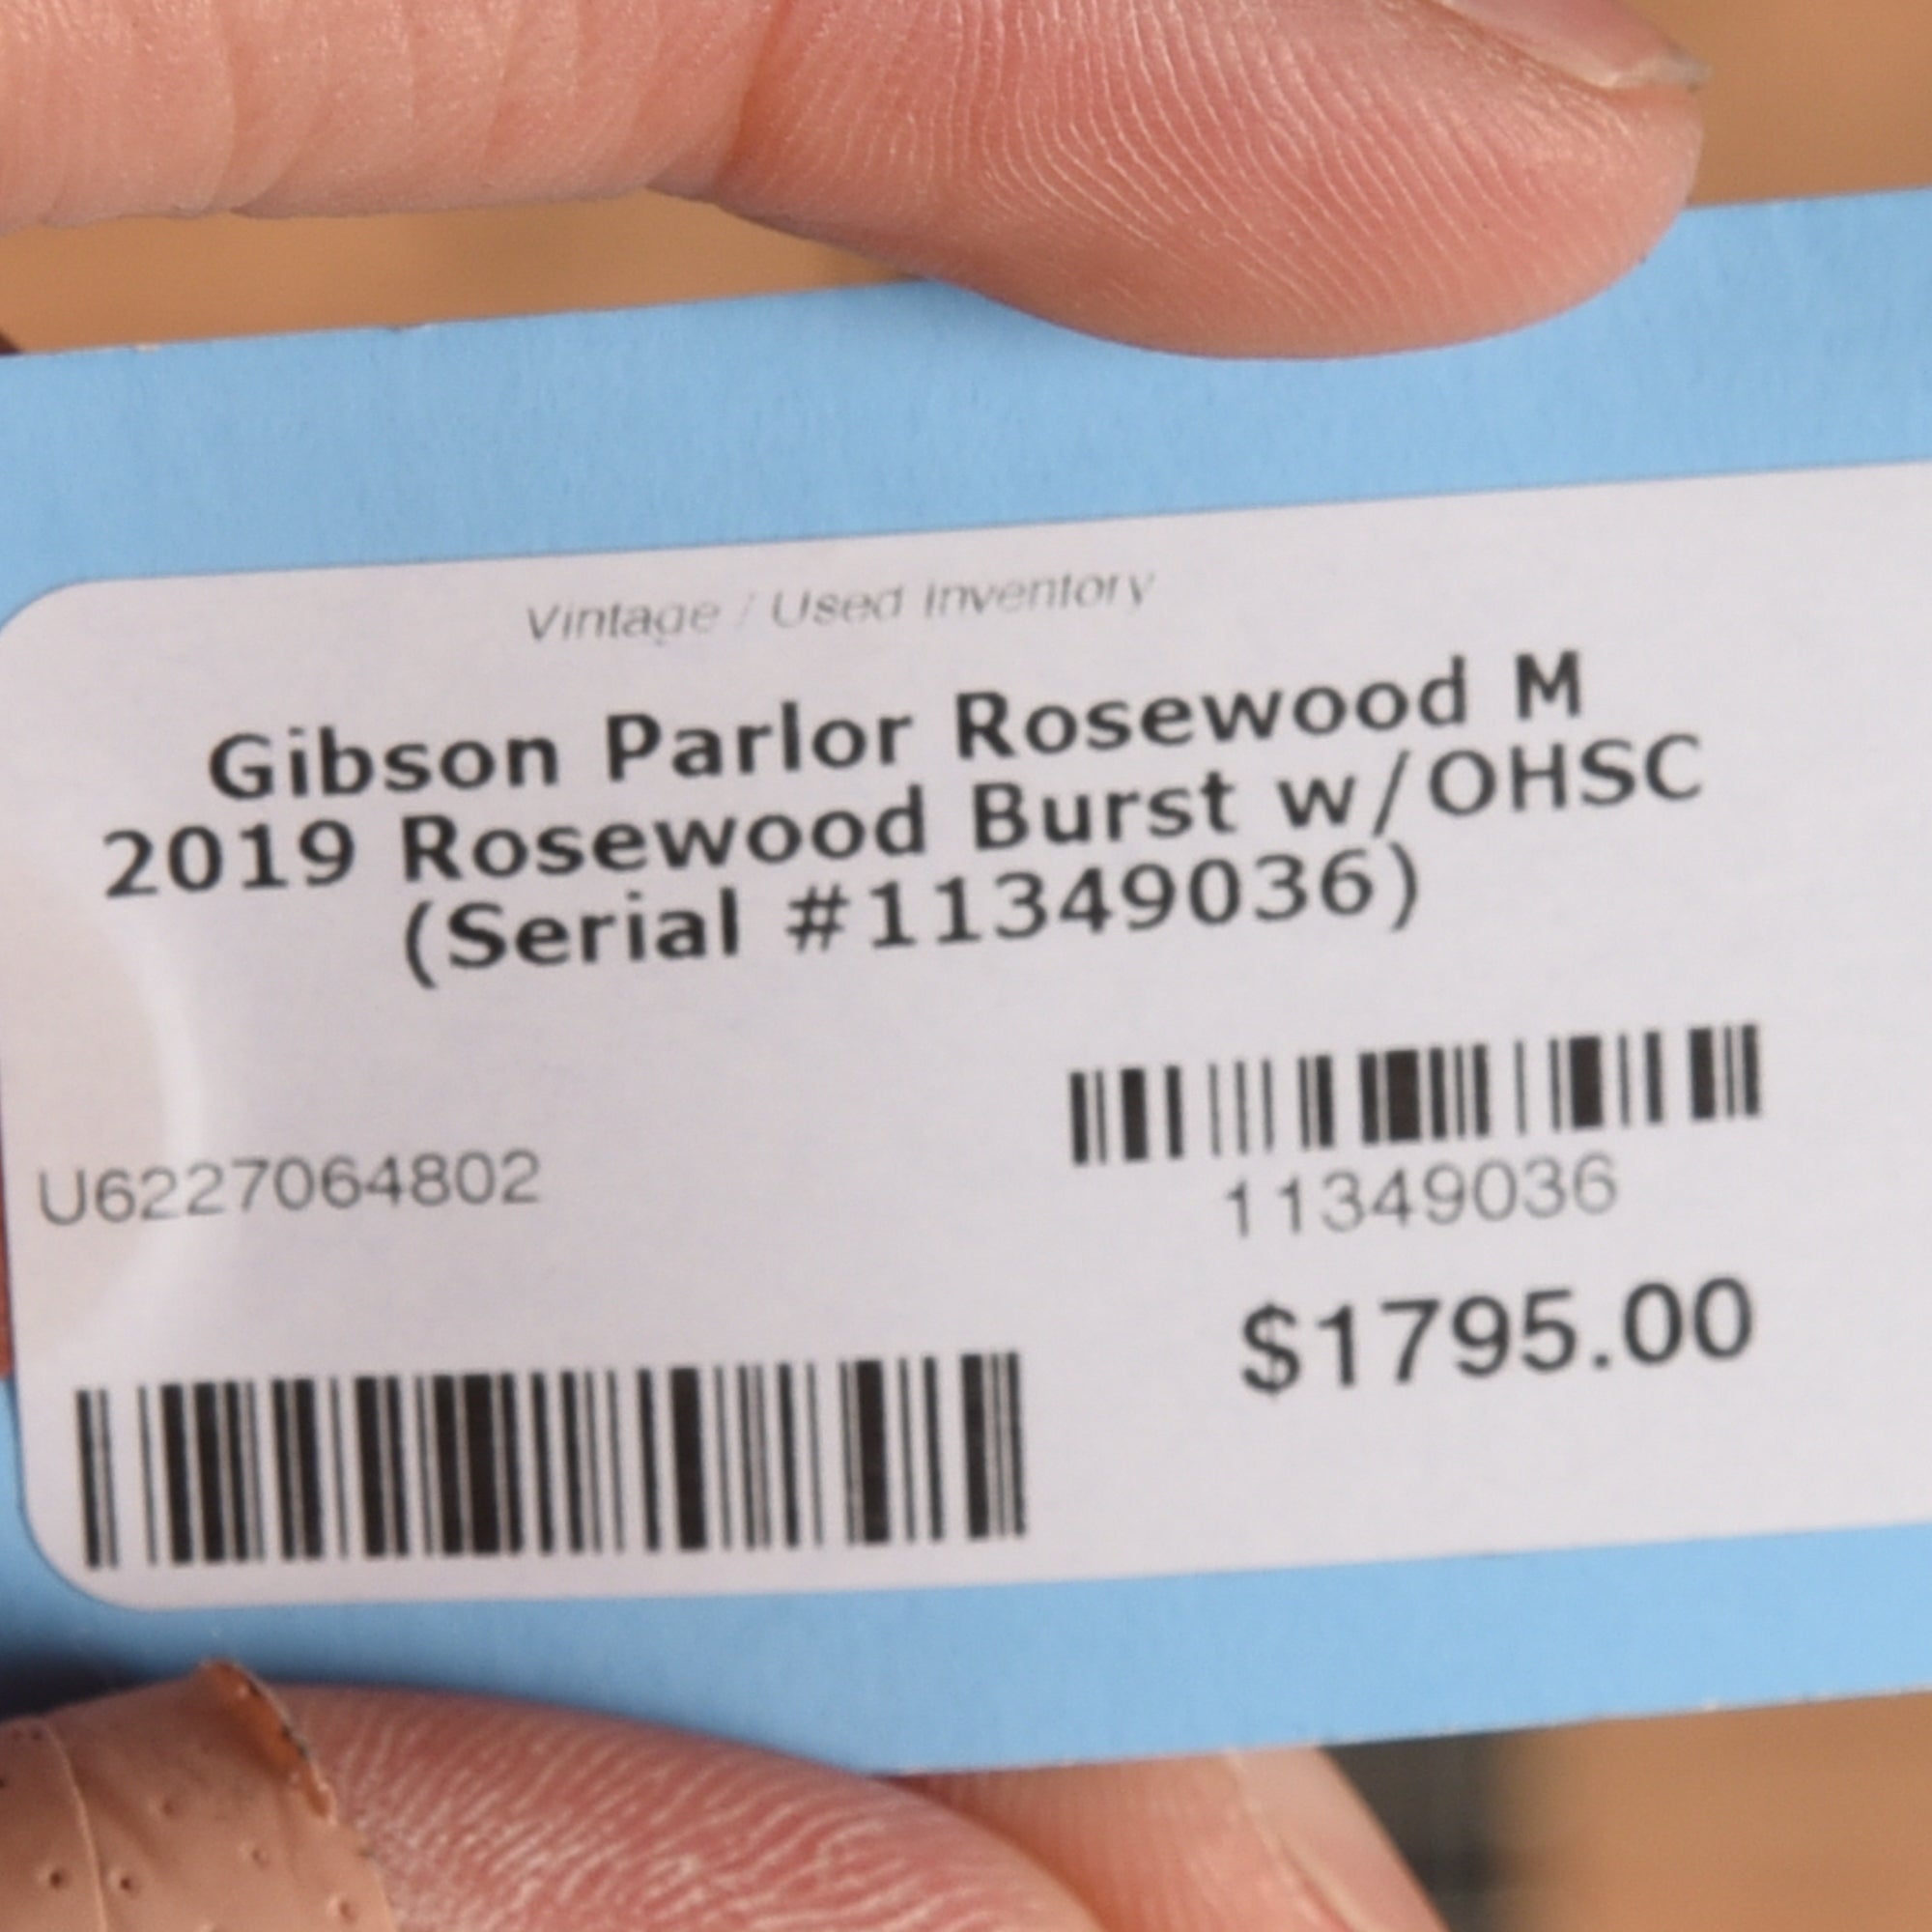 Vintage / Used Inventory
Gibson Parlor Rosewood M
2019 Rosewood Burst w/OHSC
(Serial #11349036)
U6227064802
11349036
$1795.00